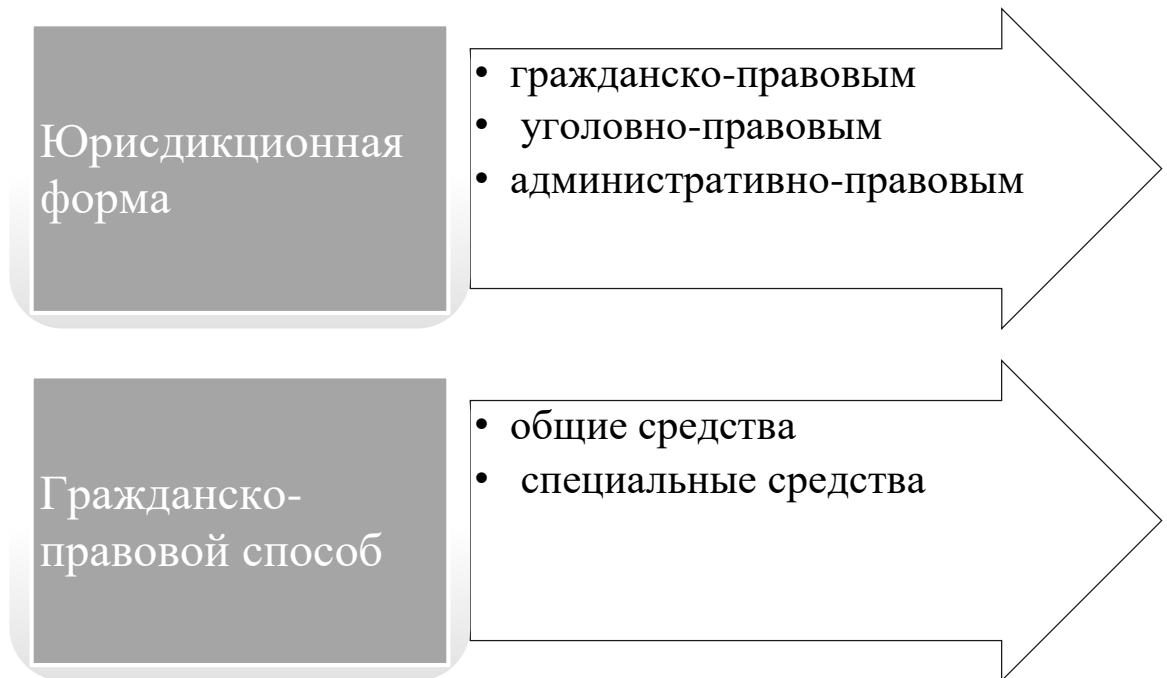 Юрисдикционная
форма
• гражданско-правовым
• уголовно-правовым
• административно-правовым
Гражданско-
правовой способ
• общие средства
• специальные средства